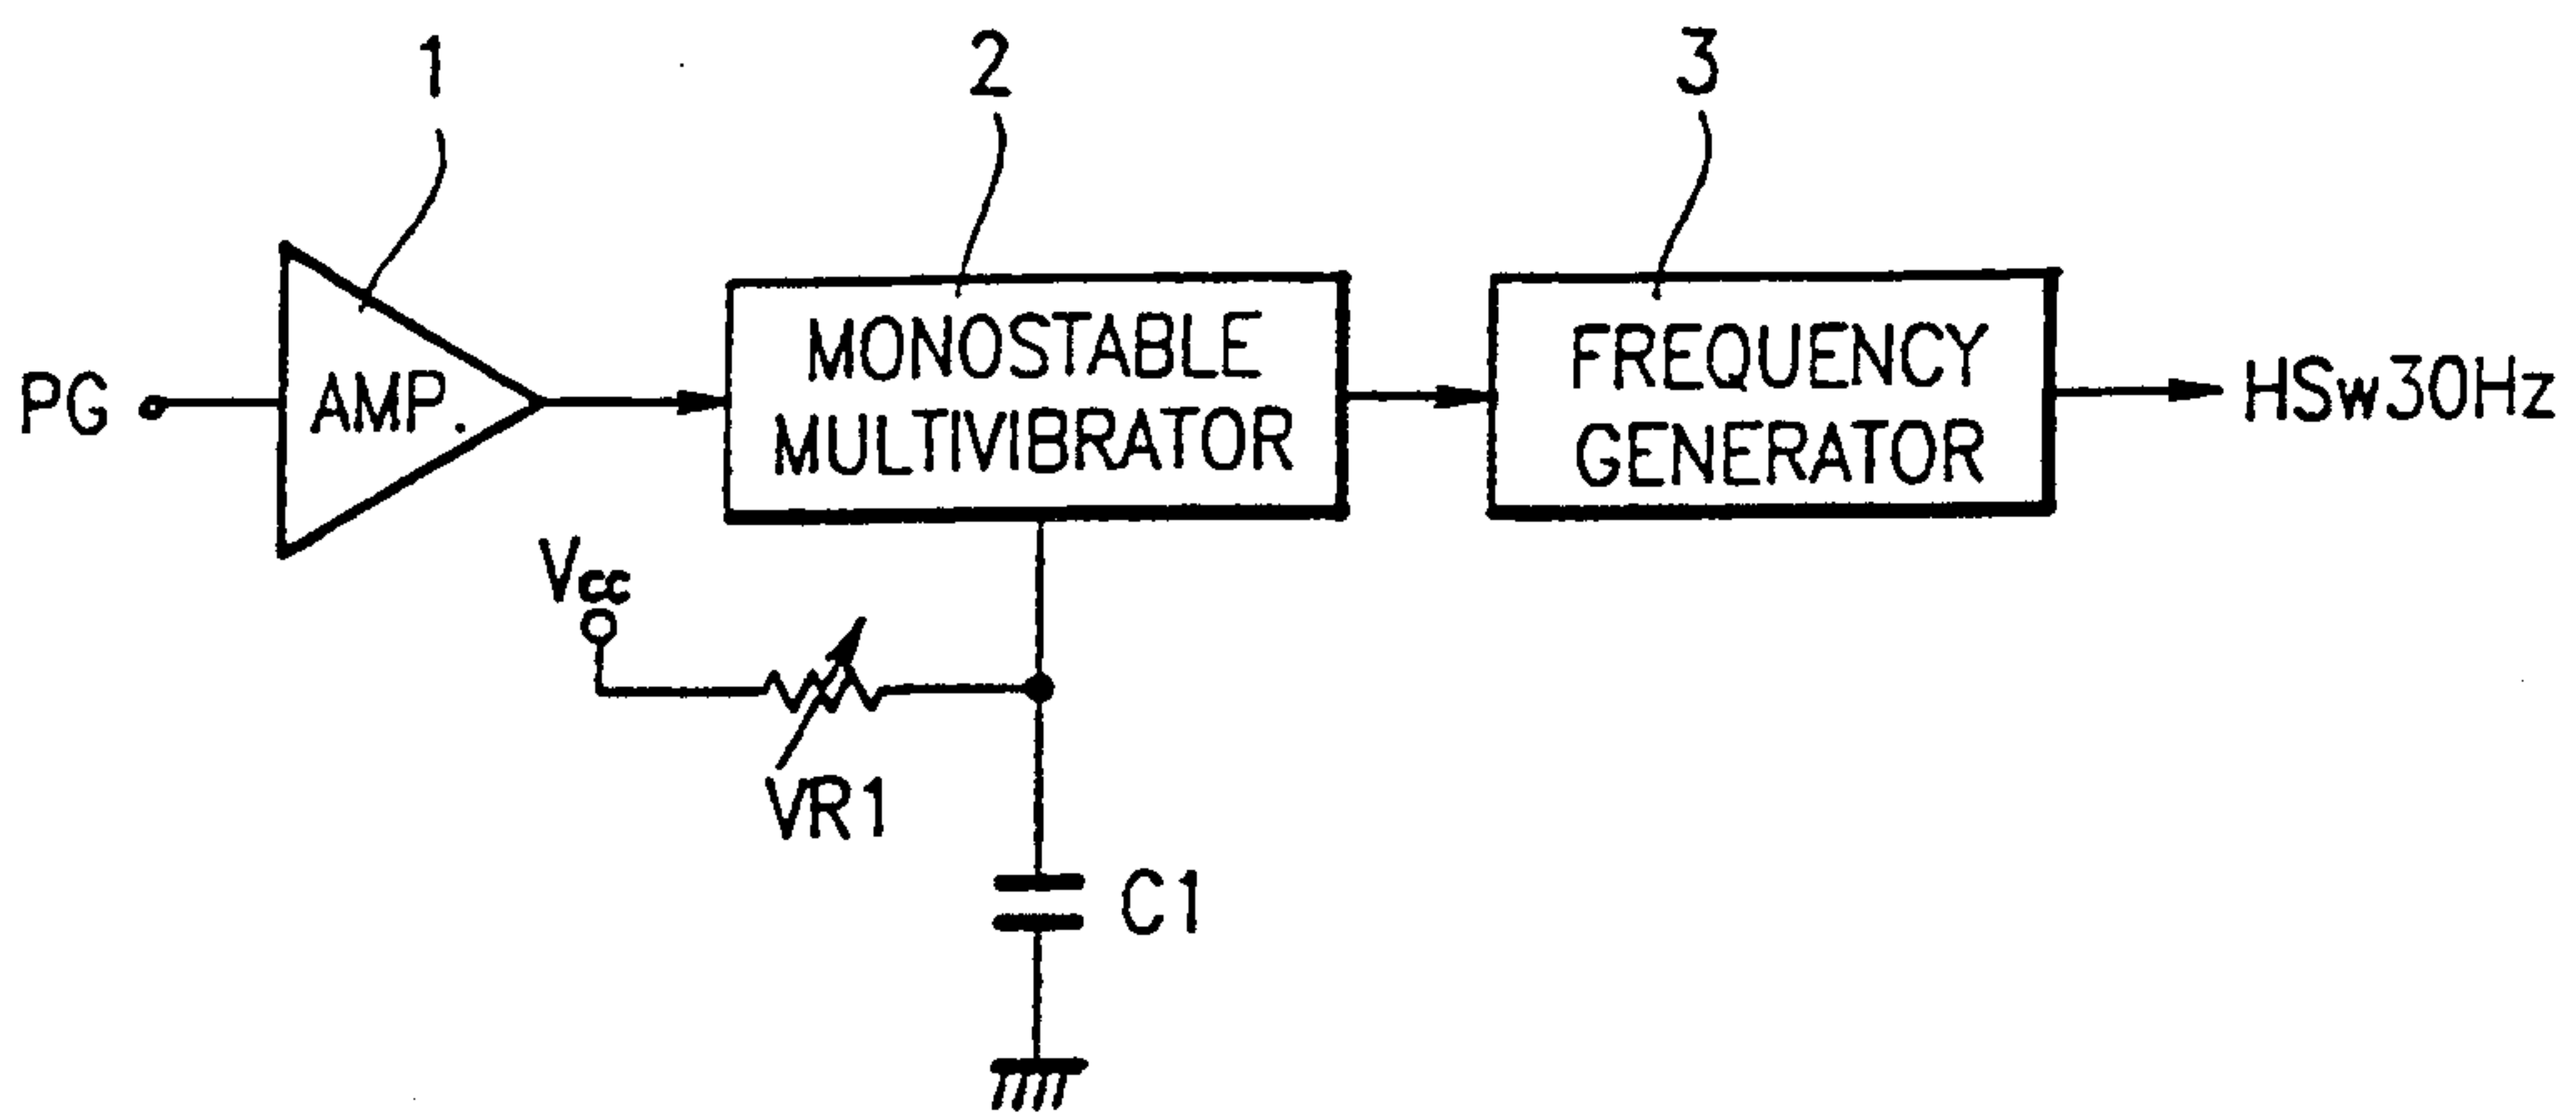 1
2
3
PG
AMP.
MONOSTABLE
MULTIVIBRATOR
FREQUENCY
GENERATOR
HSw30Hz
Vcc
VR1
C1